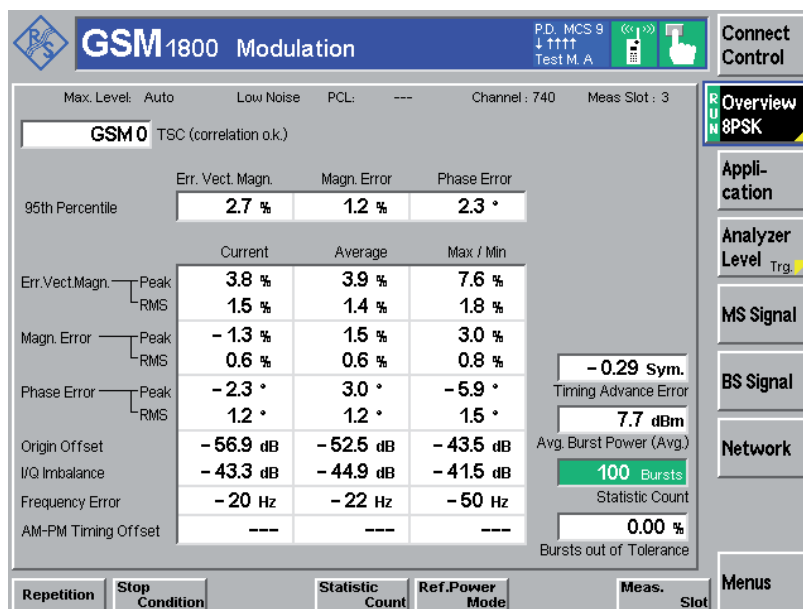 R&S
GSM 1800 Modulation
P.D. MCS 9
↓ ↑↑↑↑
Test M. A
Connect Control
Max. Level: Auto Low Noise PCL: --- Channel : 740 Meas Slot : 3
RUN Overview 8PSK
GSM 0 TSC (correlation o.k.)
Appli-
cation
Err. Vect. Magn. Magn. Error Phase Error
95th Percentile 2.7 % 1.2 % 2.3 °
Analyzer Level Trg.
Current Average Max / Min
Err.Vect.Magn. Peak 3.8 % 3.9 % 7.6 %
RMS 1.5 % 1.4 % 1.8 %
MS Signal
Magn. Error Peak – 1.3 % 1.5 % 3.0 %
RMS 0.6 % 0.6 % 0.8 %
– 0.29 Sym.
Timing Advance Error
BS Signal
Phase Error Peak – 2.3 ° 3.0 ° – 5.9 °
RMS 1.2 ° 1.2 ° 1.5 °
7.7 dBm
Avg. Burst Power (Avg.)
Network
Origin Offset – 56.9 dB – 52.5 dB – 43.5 dB
I/Q Imbalance – 43.3 dB – 44.9 dB – 41.5 dB
100 Bursts
Statistic Count
Frequency Error – 20 Hz – 22 Hz – 50 Hz
AM-PM Timing Offset --- --- ---
0.00 %
Bursts out of Tolerance
Repetition
Stop Condition
Statistic Count
Ref.Power Mode
Meas. Slot
Menus